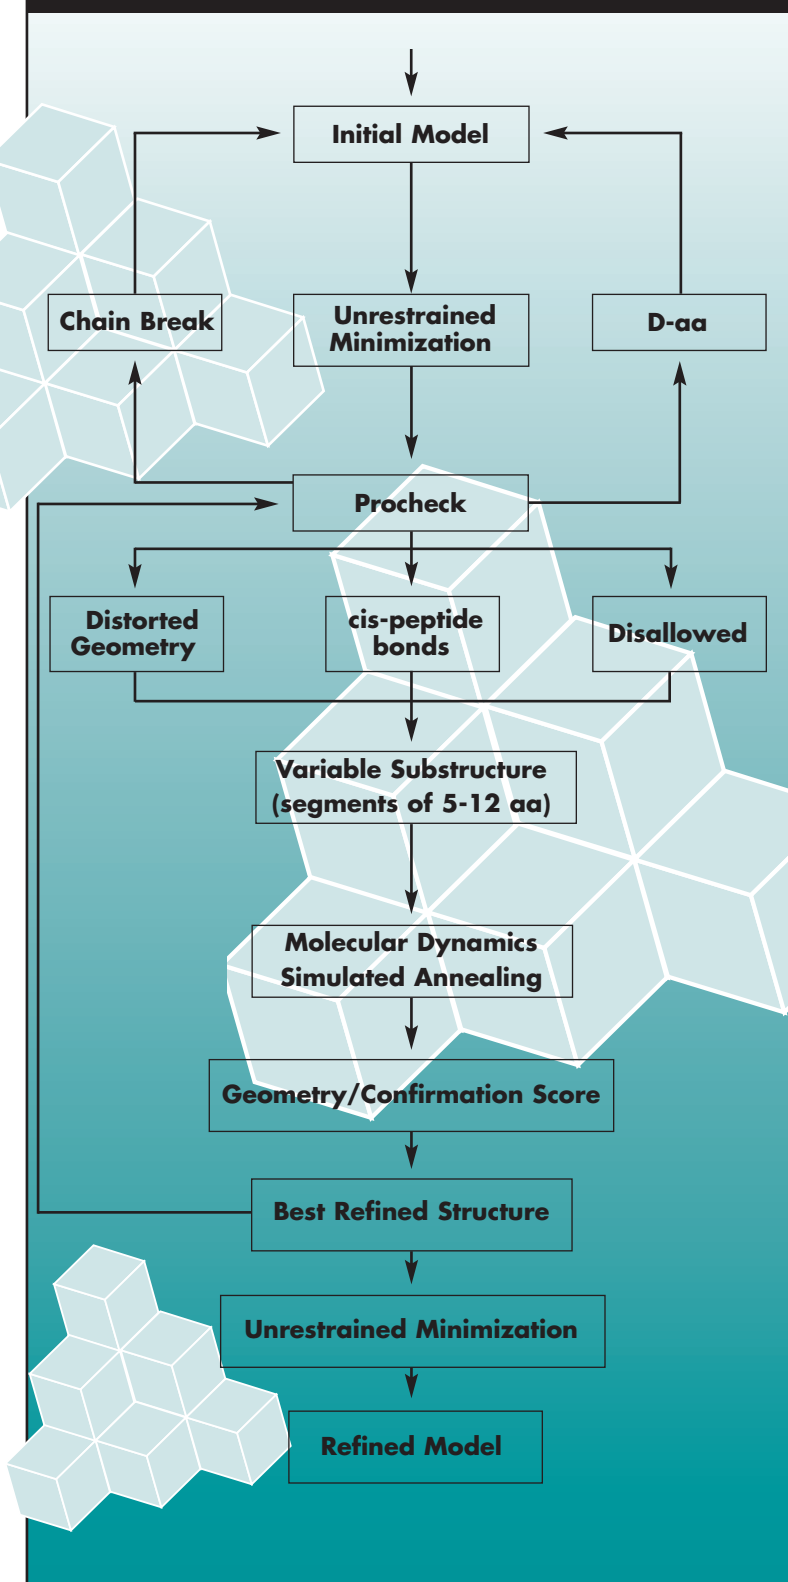 Initial Model
Chain Break
Unrestrained
Minimization
D-aa
Procheck
Distorted
Geometry
cis-peptide
bonds
Disallowed
Variable Substructure
(segments of 5-12 aa)
Molecular Dynamics
Simulated Annealing
Geometry/Confirmation Score
Best Refined Structure
Unrestrained Minimization
Refined Model